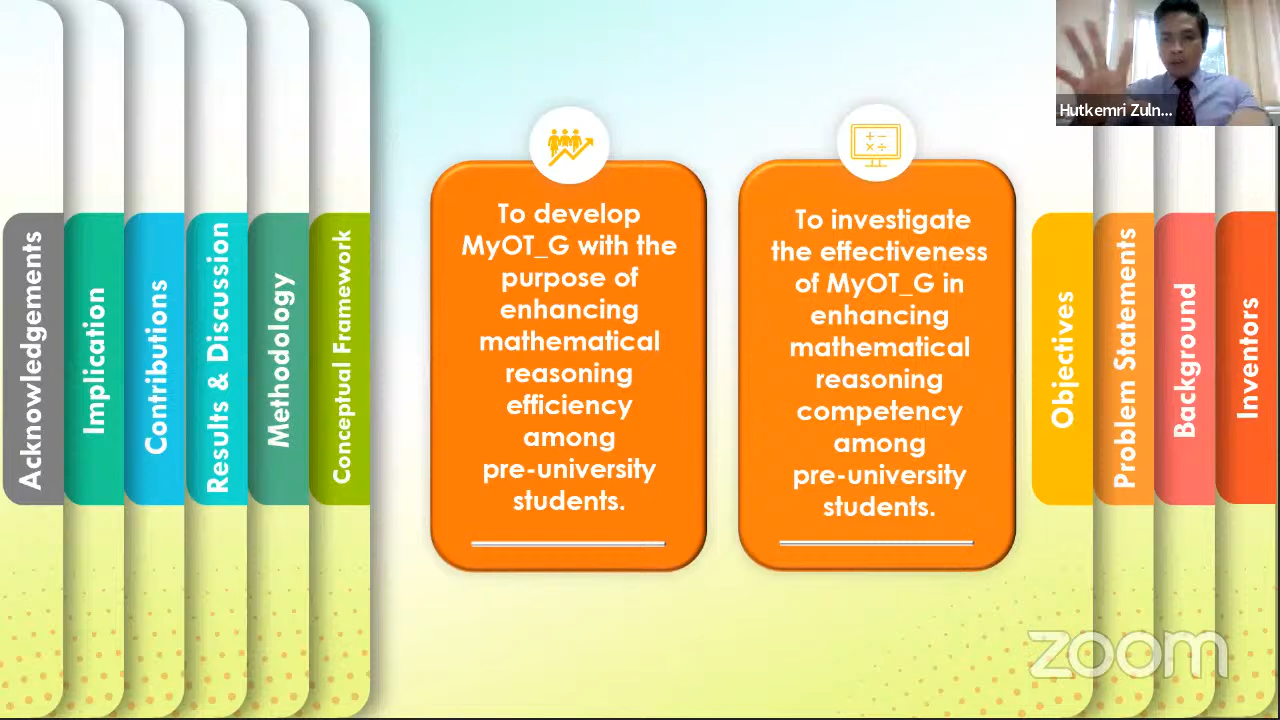 Hutkemri Zuln...
Acknowledgements
Implication
Contributions
Results & Discussion
Methodology
Conceptual Framework
To develop
MyOT_G with the
purpose of
enhancing
mathematical
reasoning
efficiency
among
pre-university
students.
To investigate
the effectiveness
of MyOT_G in
enhancing
mathematical
reasoning
competency
among
pre-university
students.
Objectives
Problem Statements
Background
Inventors
zoom